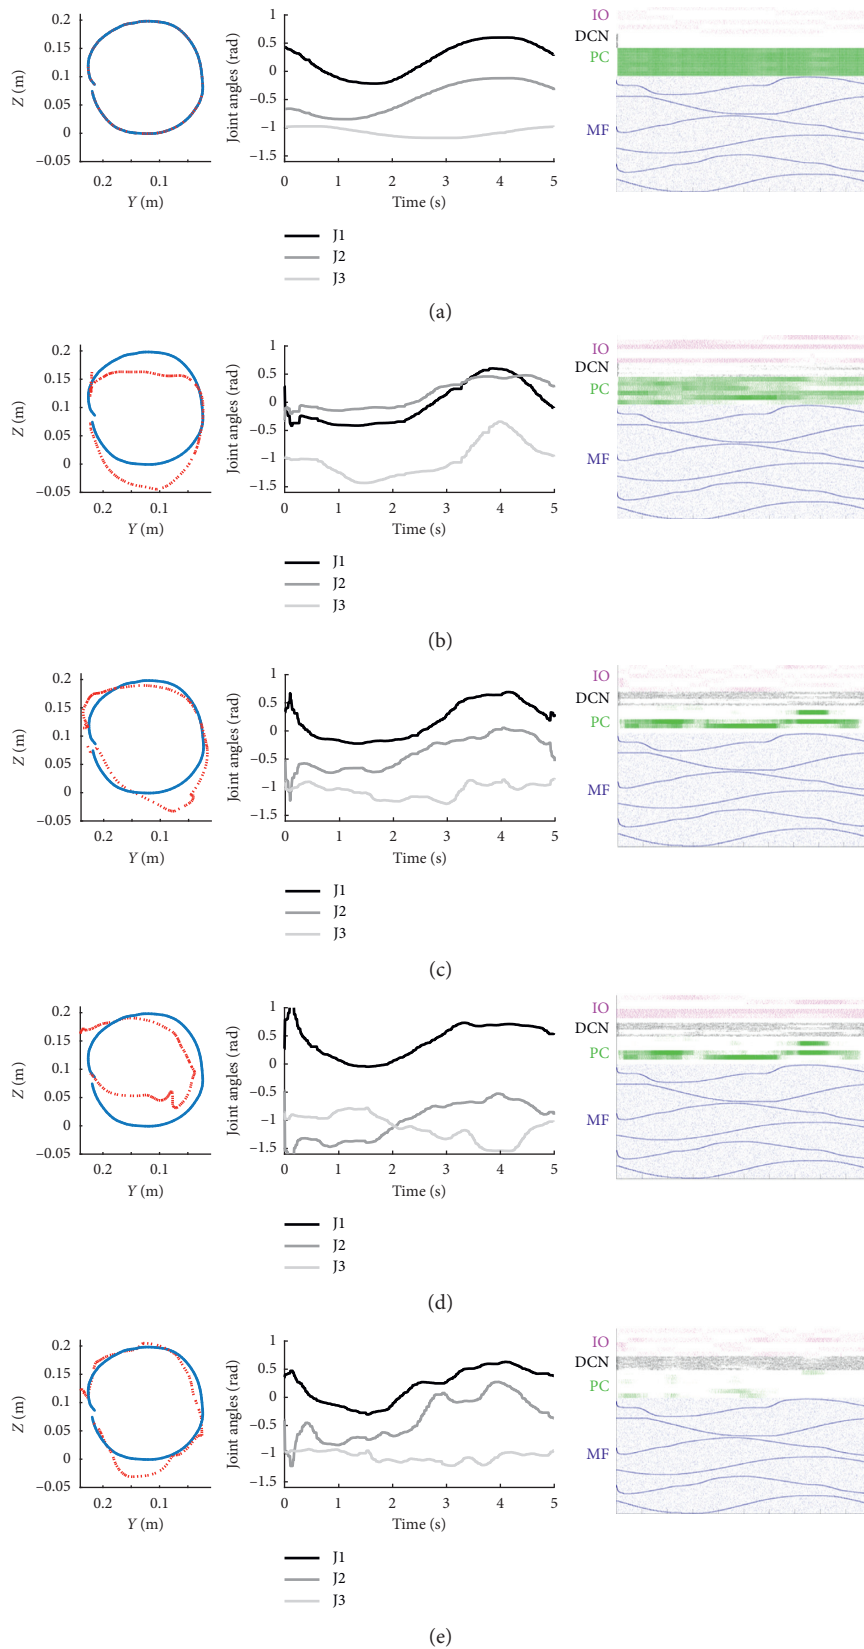 0.2
0.15
0.1
0.05
0
−0.05
Z (m)
0.2 0.1
Y (m)
1
0.5
0
−0.5
−1
−1.5
Joint angles (rad)
0 1 2 3 4 5
Time (s)
J1
J2
J3
IO
DCN
PC
MF
(a)
0.2
0.15
0.1
0.05
0
−0.05
Z (m)
0.2 0.1
Y (m)
1
0.5
0
−0.5
−1
−1.5
Joint angles (rad)
0 1 2 3 4 5
Time (s)
J1
J2
J3
IO
DCN
PC
MF
(b)
0.2
0.15
0.1
0.05
0
−0.05
Z (m)
0.2 0.1
Y (m)
1
0.5
0
−0.5
−1
−1.5
Joint angles (rad)
0 1 2 3 4 5
Time (s)
J1
J2
J3
IO
DCN
PC
MF
(c)
0.2
0.15
0.1
0.05
0
−0.05
Z (m)
0.2 0.1
Y (m)
1
0.5
0
−0.5
−1
−1.5
Joint angles (rad)
0 1 2 3 4 5
Time (s)
J1
J2
J3
IO
DCN
PC
MF
(d)
0.2
0.15
0.1
0.05
0
−0.05
Z (m)
0.2 0.1
Y (m)
1
0.5
0
−0.5
−1
−1.5
Joint angles (rad)
0 1 2 3 4 5
Time (s)
J1
J2
J3
IO
DCN
PC
MF
(e)